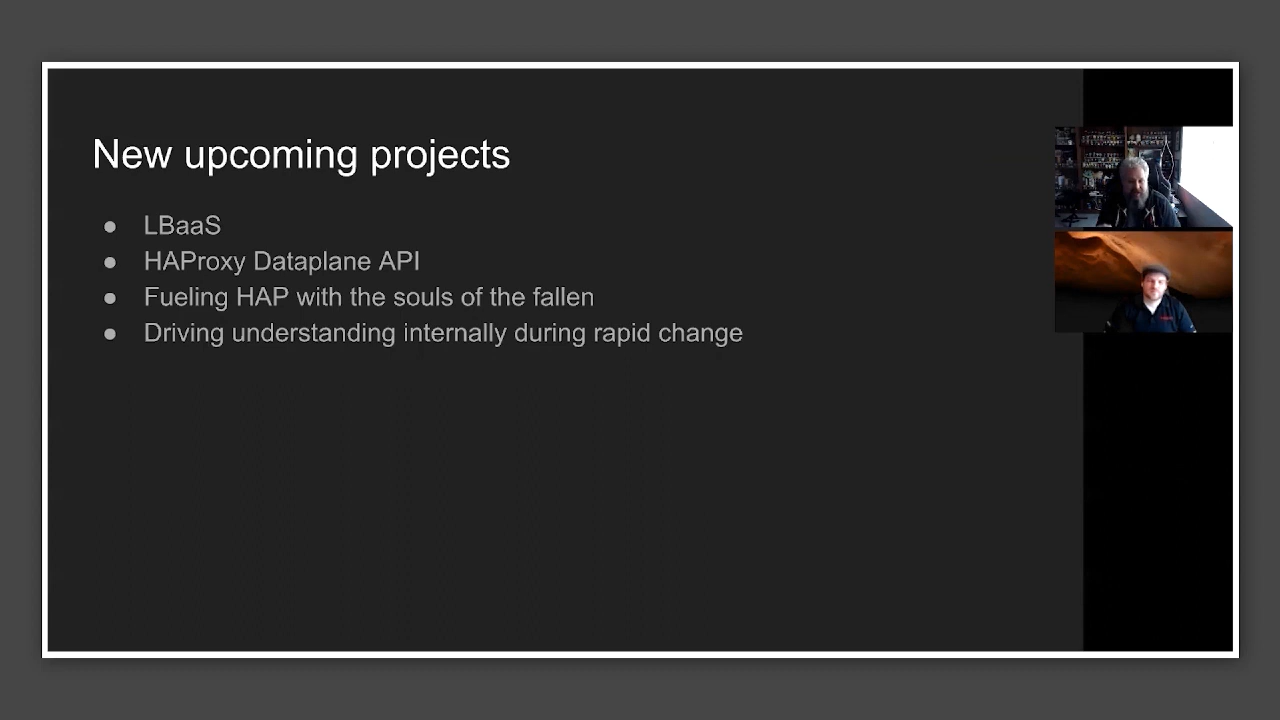 New upcoming projects
● LBaaS
● HAProxy Dataplane API
● Fueling HAP with the souls of the fallen
● Driving understanding internally during rapid change